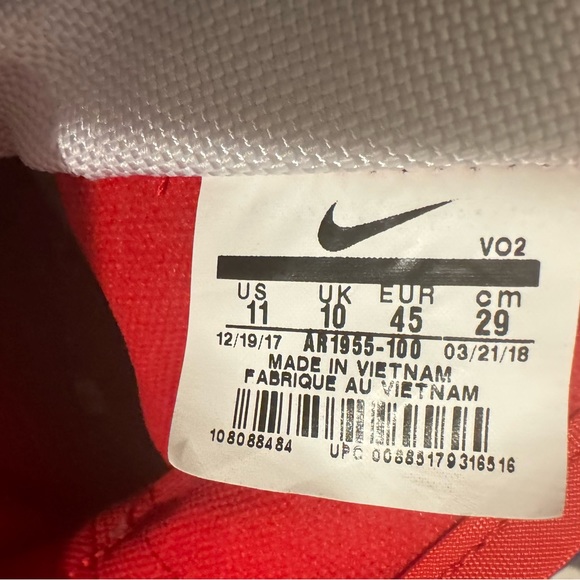 VO2
US UK EUR cm
11 10 45 29
12/19/17 AR1955-100 03/21/18
MADE IN VIETNAM
FABRIQUE AU VIETNAM
108088484 UPC 00885179316516